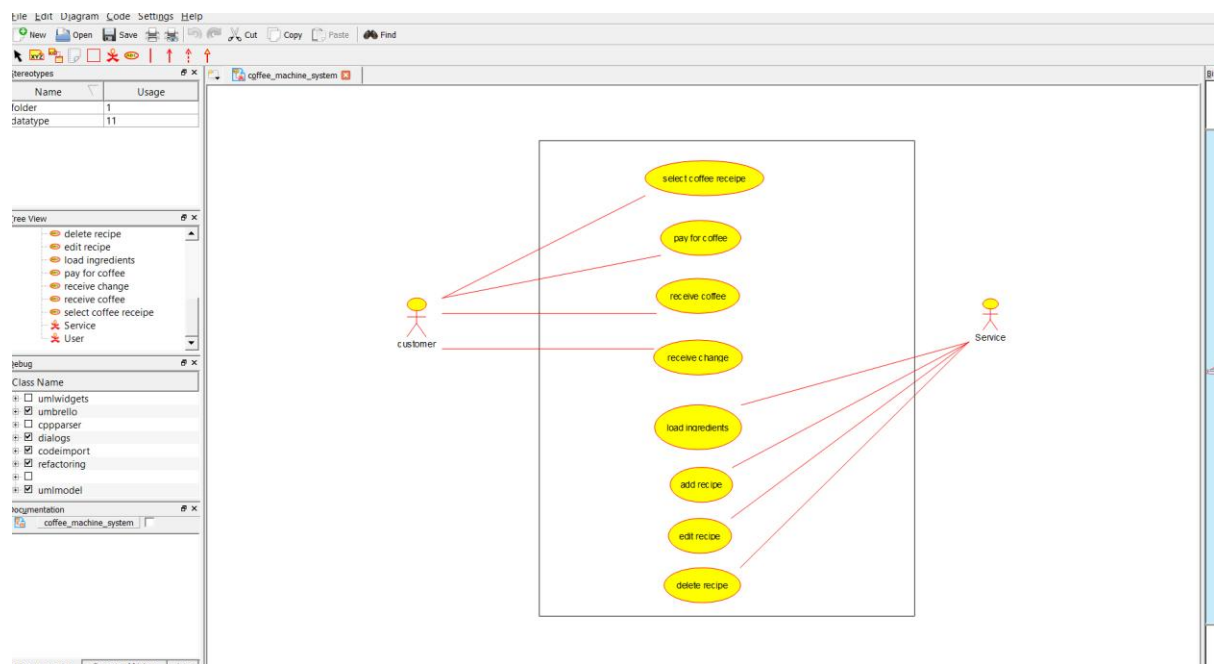 File Edit Diagram Code Settings Help
New Open Save Cut Copy Paste Find
tereotypes
coffee_machine_system
Name Usage
folder 1
datatype 11
Tree View
delete recipe
edit recipe
load ingredients
pay for coffee
receive change
receive coffee
select coffee receipe
Service
User
Debug
Class Name
umlwidgets
umbrello
cppparser
dialogs
codeimport
refactoring
umlmodel
Documentation
coffee_machine_system
select coffee receipe
pay for coffee
receive coffee
receive change
load ingredients
add recipe
edit recipe
delete recipe
customer
Service